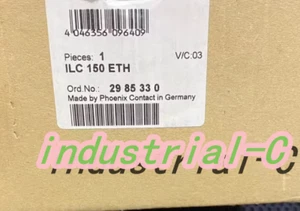 4 046356 096409
Pieces: 1 V/C:03
ILC 150 ETH
Ord.No.: 29 85 33 0
Made by Phoenix Contact in Germany
industrial-C
industrial-C